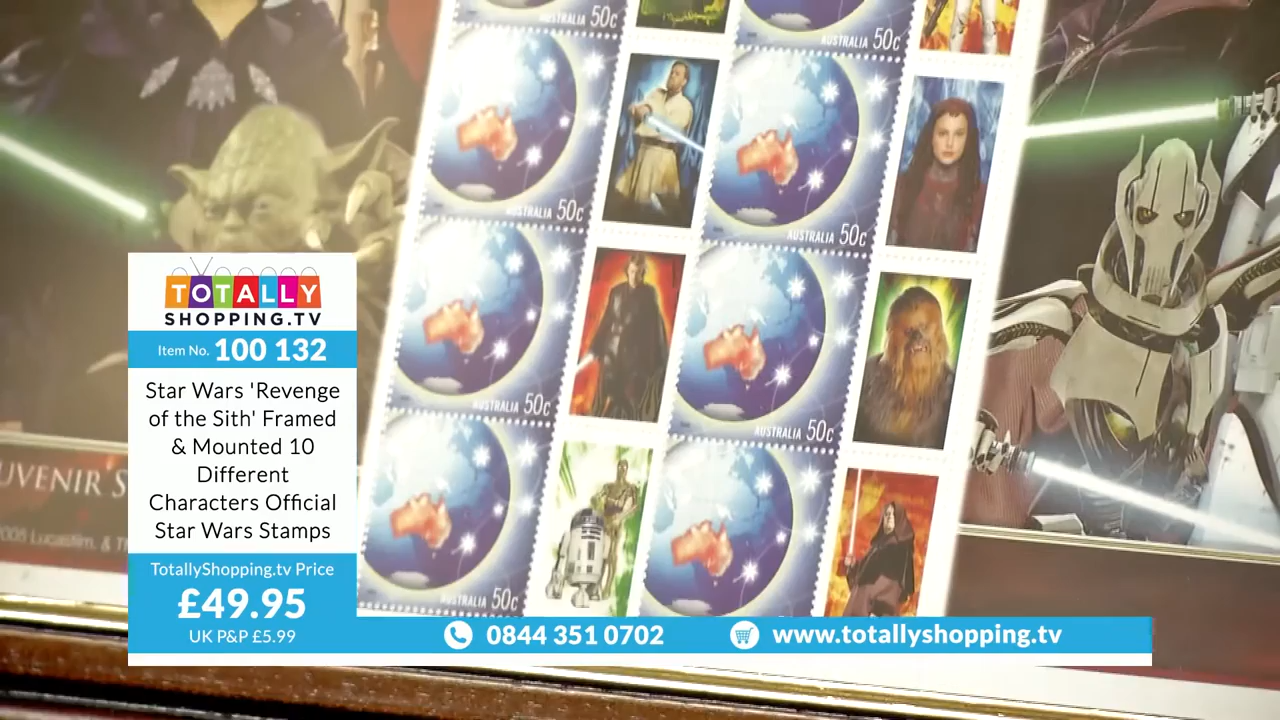 AUSTRALIA 50c
AUSTRALIA 50c
AUSTRALIA 50c
AUSTRALIA 50c
AUSTRALIA 50c
AUSTRALIA 50c
AUSTRALIA 50c
TOTALLY
SHOPPING.TV
Item No. 100 132
Star Wars 'Revenge
of the Sith' Framed
& Mounted 10
Different
Characters Official
Star Wars Stamps
TotallyShopping.tv Price
£49.95
UK P&P £5.99
UVENIR S
2005 Lucasfilm. &
0844 351 0702
www.totallyshopping.tv